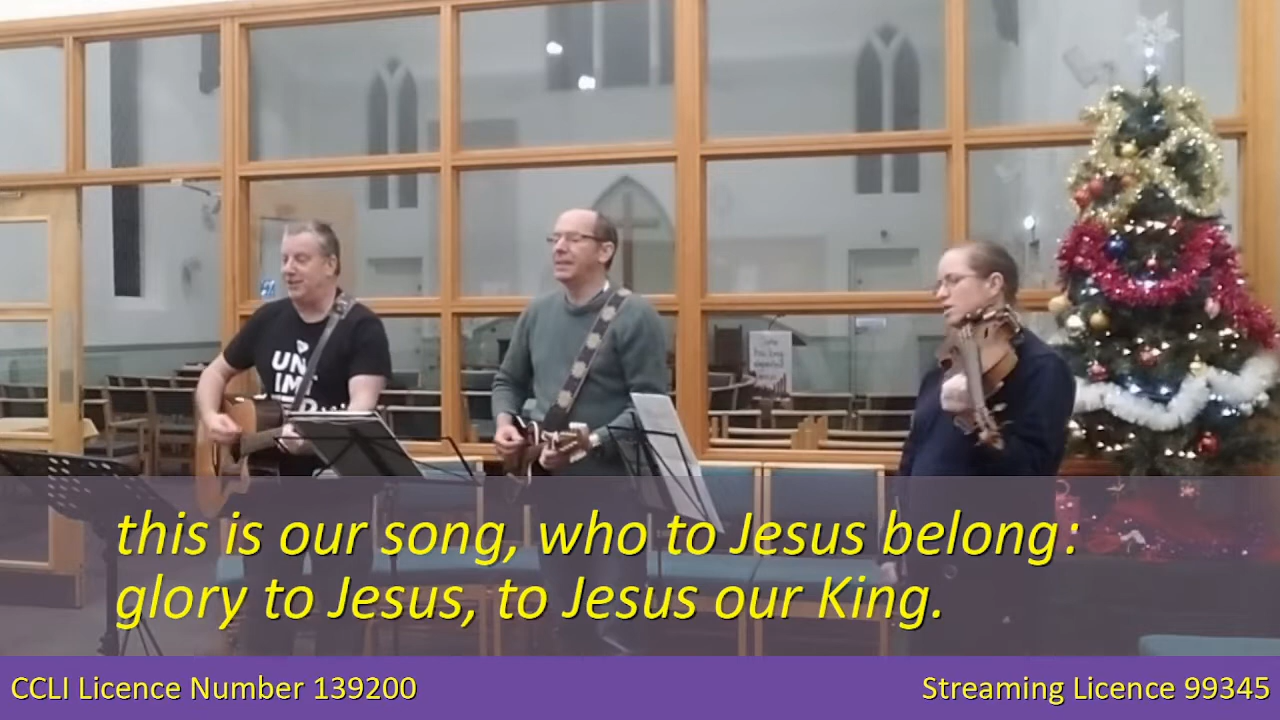 this is our song, who to Jesus belong:
glory to Jesus, to Jesus our King.
CCLI Licence Number 139200
Streaming Licence 99345